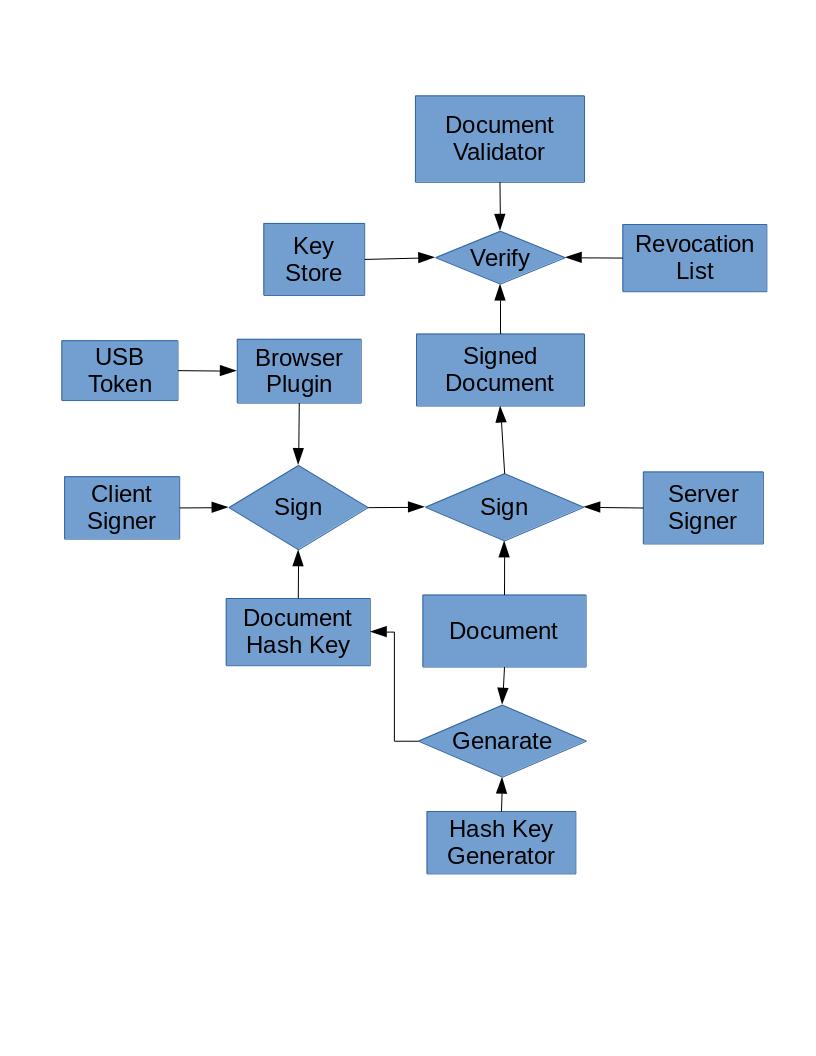 Document
Validator
Key
Store
Verify
Revocation
List
USB
Token
Browser
Plugin
Signed
Document
Client
Signer
Sign
Sign
Server
Signer
Document
Hash Key
Document
Genarate
Hash Key
Generator